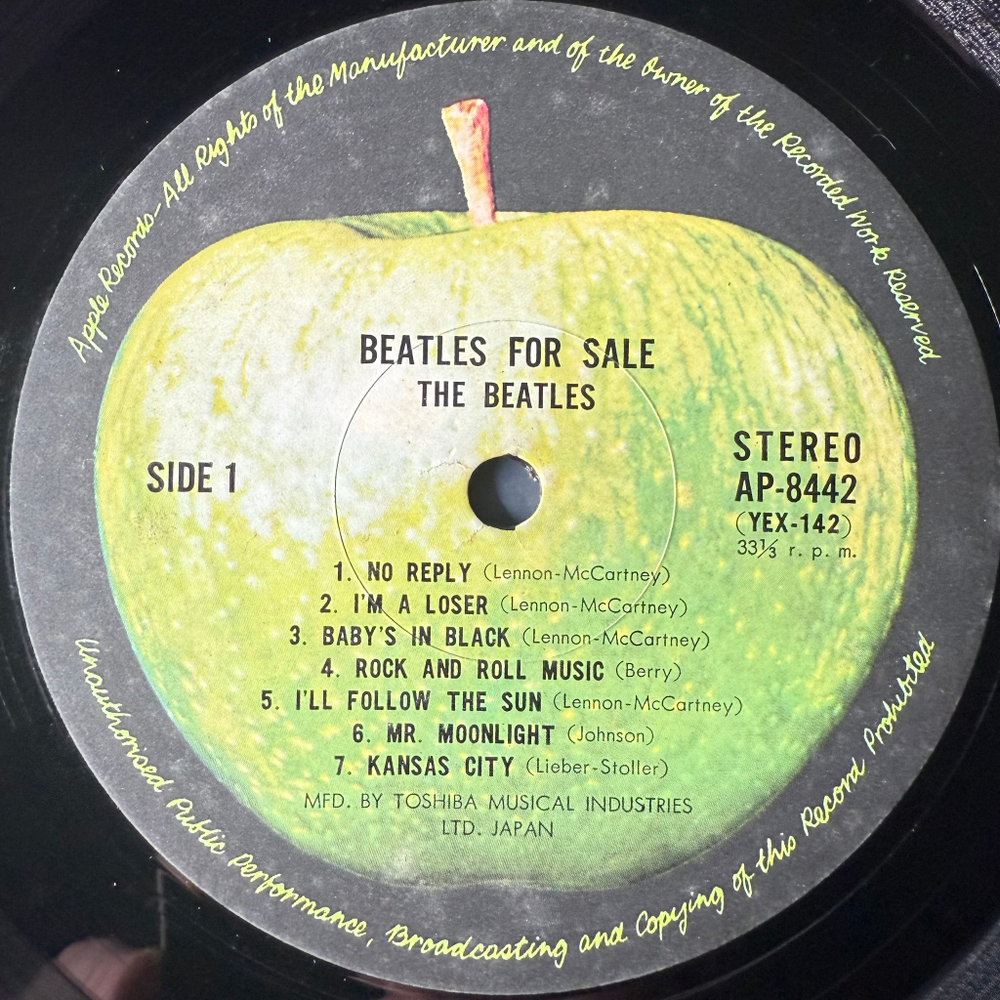 Apple Records-All Rights of the Manufacturer and of the Owner of the Recorded Work Reserved
BEATLES FOR SALE
THE BEATLES
SIDE 1
STEREO
AP-8442
(YEX-142)
33⅓ r. p. m.
1. NO REPLY (Lennon-McCartney)
2. I'M A LOSER (Lennon-McCartney)
3. BABY'S IN BLACK (Lennon-McCartney)
4. ROCK AND ROLL MUSIC (Berry)
5. I'LL FOLLOW THE SUN (Lennon-McCartney)
6. MR. MOONLIGHT (Johnson)
7. KANSAS CITY (Lieber-Stoller)
MFD. BY TOSHIBA MUSICAL INDUSTRIES
LTD. JAPAN
Unauthorised Public Performance, Broadcasting and Copying of this Record Prohibited